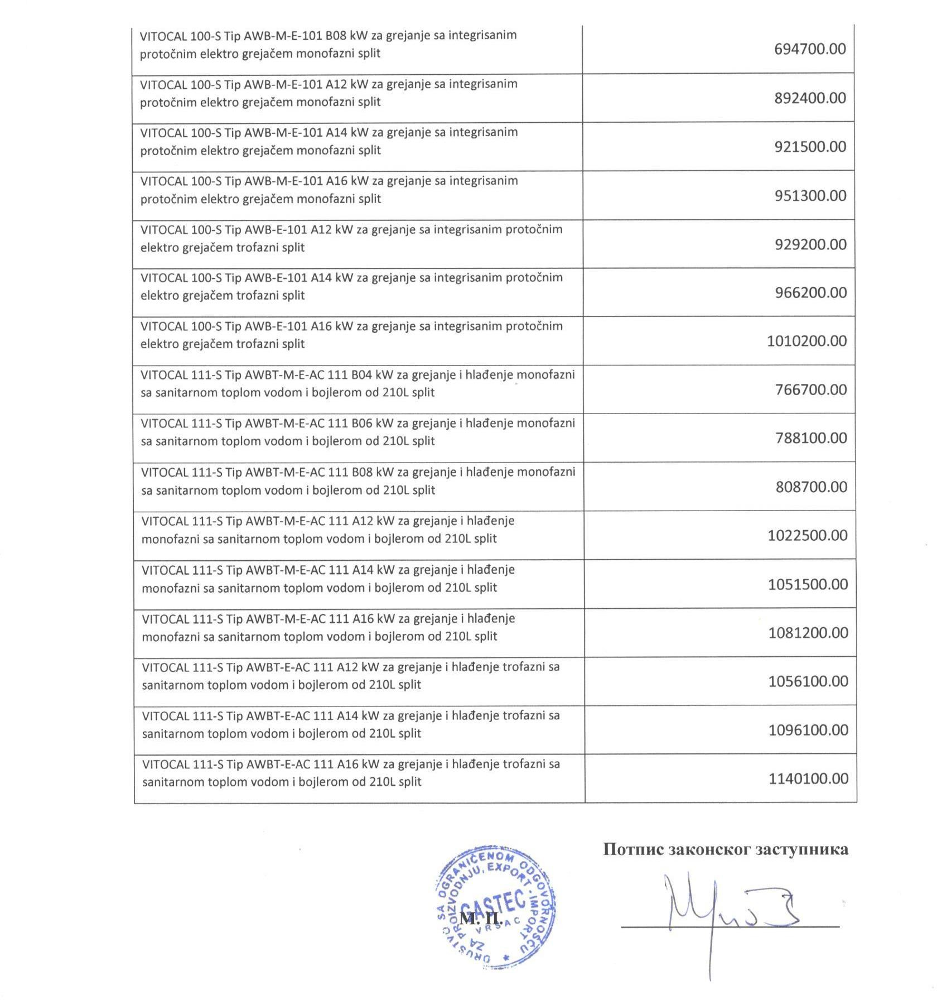 VITOCAL 100-S Tip AWB-M-E-101 B08 kW za grejanje sa integrisanim
protočnim elektro grejačem monofazni split
694700.00
VITOCAL 100-S Tip AWB-M-E-101 A12 kW za grejanje sa integrisanim
protočnim elektro grejačem monofazni split
892400.00
VITOCAL 100-S Tip AWB-M-E-101 A14 kW za grejanje sa integrisanim
protočnim elektro grejačem monofazni split
921500.00
VITOCAL 100-S Tip AWB-M-E-101 A16 kW za grejanje sa integrisanim
protočnim elektro grejačem monofazni split
951300.00
VITOCAL 100-S Tip AWB-E-101 A12 kW za grejanje sa integrisanim protočnim
elektro grejačem trofazni split
929200.00
VITOCAL 100-S Tip AWB-E-101 A14 kW za grejanje sa integrisanim protočnim
elektro grejačem trofazni split
966200.00
VITOCAL 100-S Tip AWB-E-101 A16 kW za grejanje sa integrisanim protočnim
elektro grejačem trofazni split
1010200.00
VITOCAL 111-S Tip AWBT-M-E-AC 111 B04 kW za grejanje i hlađenje monofazni
sa sanitarnom toplom vodom i bojlerom od 210L split
766700.00
VITOCAL 111-S Tip AWBT-M-E-AC 111 B06 kW za grejanje i hlađenje monofazni
sa sanitarnom toplom vodom i bojlerom od 210L split
788100.00
VITOCAL 111-S Tip AWBT-M-E-AC 111 B08 kW za grejanje i hlađenje monofazni
sa sanitarnom toplom vodom i bojlerom od 210L split
808700.00
VITOCAL 111-S Tip AWBT-M-E-AC 111 A12 kW za grejanje i hlađenje
monofazni sa sanitarnom toplom vodom i bojlerom od 210L split
1022500.00
VITOCAL 111-S Tip AWBT-M-E-AC 111 A14 kW za grejanje i hlađenje
monofazni sa sanitarnom toplom vodom i bojlerom od 210L split
1051500.00
VITOCAL 111-S Tip AWBT-M-E-AC 111 A16 kW za grejanje i hlađenje
monofazni sa sanitarnom toplom vodom i bojlerom od 210L split
1081200.00
VITOCAL 111-S Tip AWBT-E-AC 111 A12 kW za grejanje i hlađenje trofazni sa
sanitarnom toplom vodom i bojlerom od 210L split
1056100.00
VITOCAL 111-S Tip AWBT-E-AC 111 A14 kW za grejanje i hlađenje trofazni sa
sanitarnom toplom vodom i bojlerom od 210L split
1096100.00
VITOCAL 111-S Tip AWBT-E-AC 111 A16 kW za grejanje i hlađenje trofazni sa
sanitarnom toplom vodom i bojlerom od 210L split
1140100.00
Потпис законског заступника
DRUŠTVO SA OGRANIČENOM ODGOVORNOŠĆU
ZA PROIZVODNJU, EXPORT-IMPORT
GASTEC
М. П.
VRŠAC